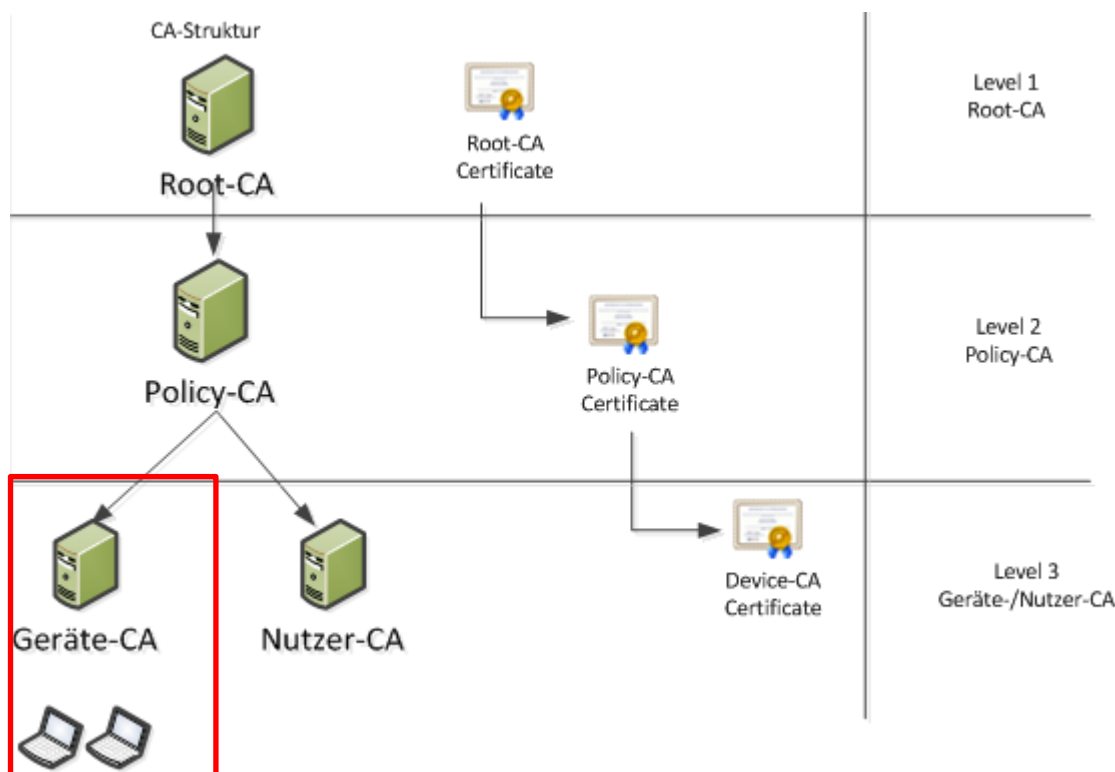 CA-Struktur
Root-CA
Root-CA
Certificate
Level 1
Root-CA
Policy-CA
Policy-CA
Certificate
Level 2
Policy-CA
Geräte-CA
Nutzer-CA
Device-CA
Certificate
Level 3
Geräte-/Nutzer-CA